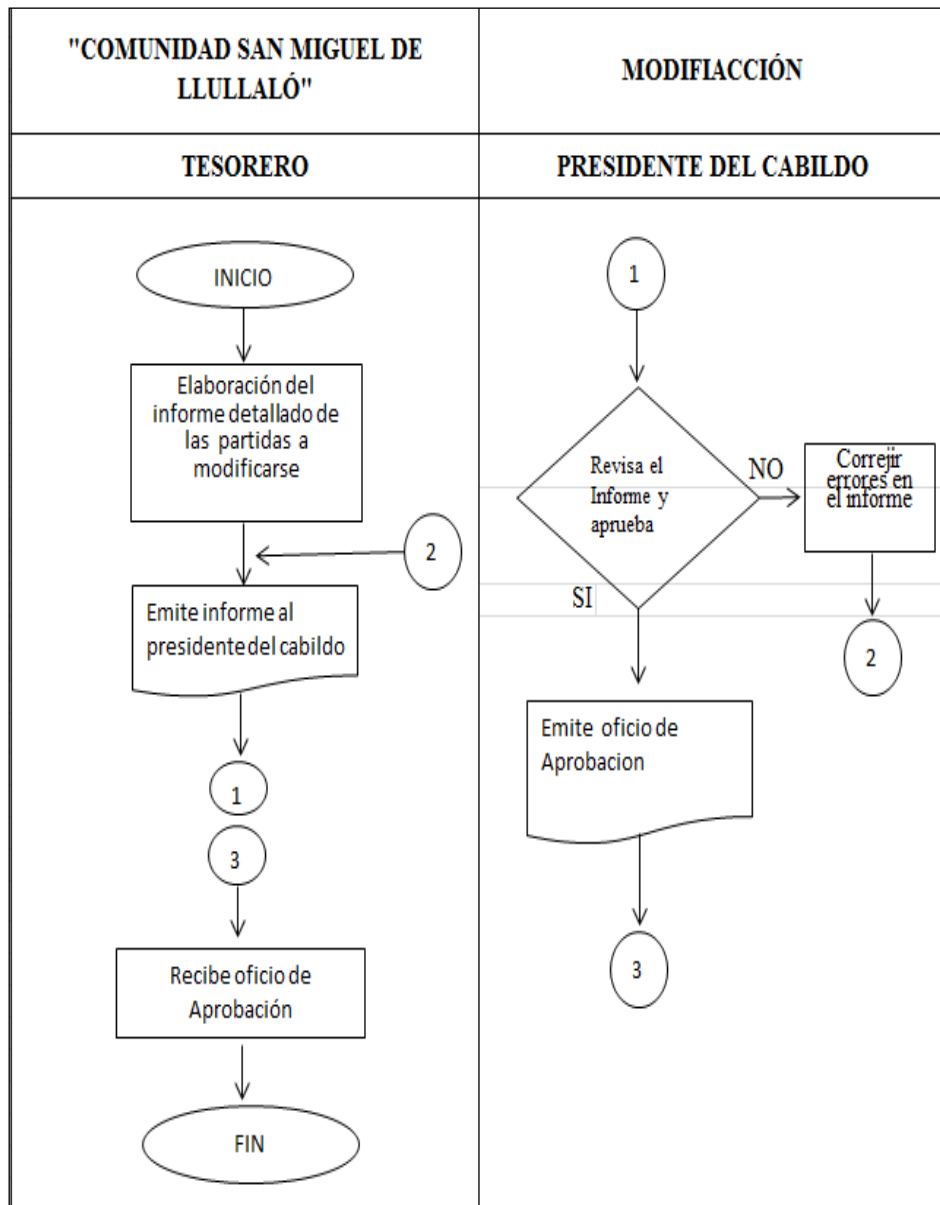 "COMUNIDAD SAN MIGUEL DE
LLULLALÓ"
MODIFIACCIÓN
TESORERO
PRESIDENTE DEL CABILDO
INICIO
Elaboración del
informe detallado de
las partidas a
modificarse
2
Emite informe al
presidente del cabildo
1
3
Recibe oficio de
Aprobación
FIN
1
Revisa el
Informe y
aprueba
NO
Correjir
errores en
el informe
SI
2
Emite oficio de
Aprobacion
3